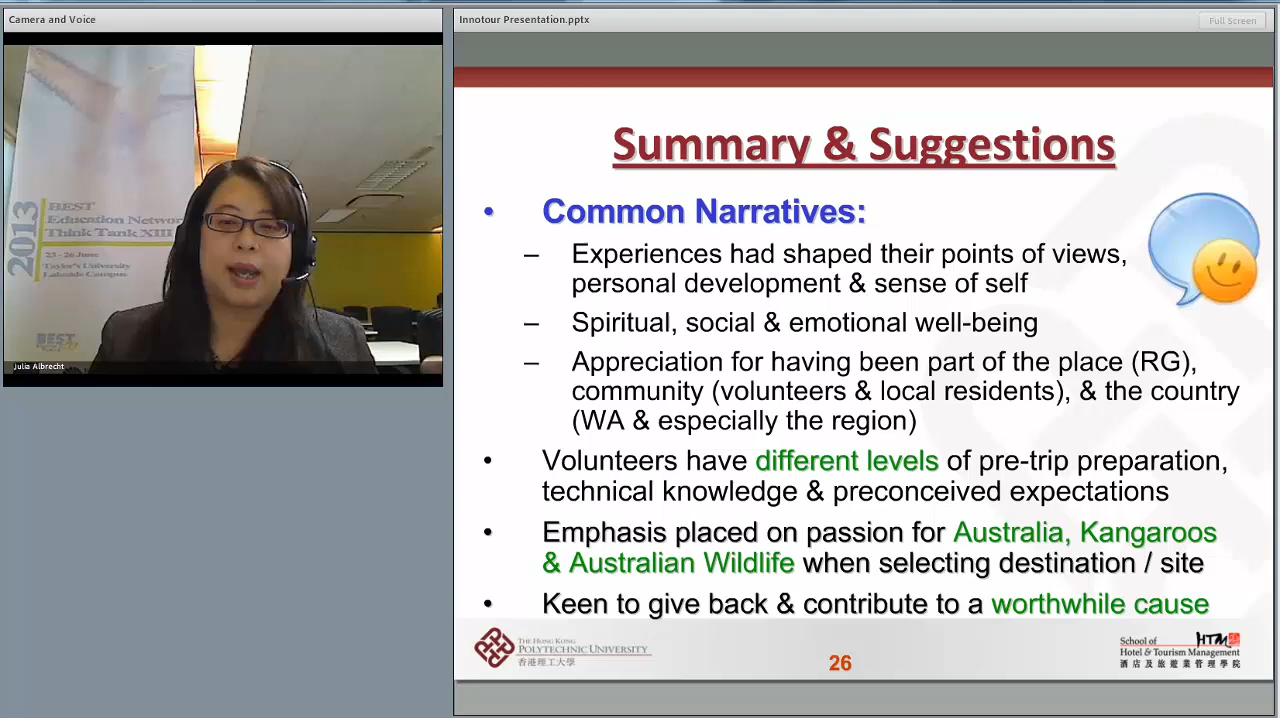 Camera and Voice
2013
BEST
Education Network
Think Tank XIII
23 - 26 June
Taylor's University
Lakeside Campus
BEST
Julia Albrecht
Innotour Presentation.pptx
Full Screen
Summary & Suggestions
• Common Narratives:
– Experiences had shaped their points of views,
personal development & sense of self
– Spiritual, social & emotional well-being
– Appreciation for having been part of the place (RG),
community (volunteers & local residents), & the country
(WA & especially the region)
• Volunteers have different levels of pre-trip preparation,
technical knowledge & preconceived expectations
• Emphasis placed on passion for Australia, Kangaroos
& Australian Wildlife when selecting destination / site
• Keen to give back & contribute to a worthwhile cause
THE HONG KONG
POLYTECHNIC UNIVERSITY
香港理工大學
26
School of HTM
Hotel & Tourism Management
酒店及旅遊業管理學院